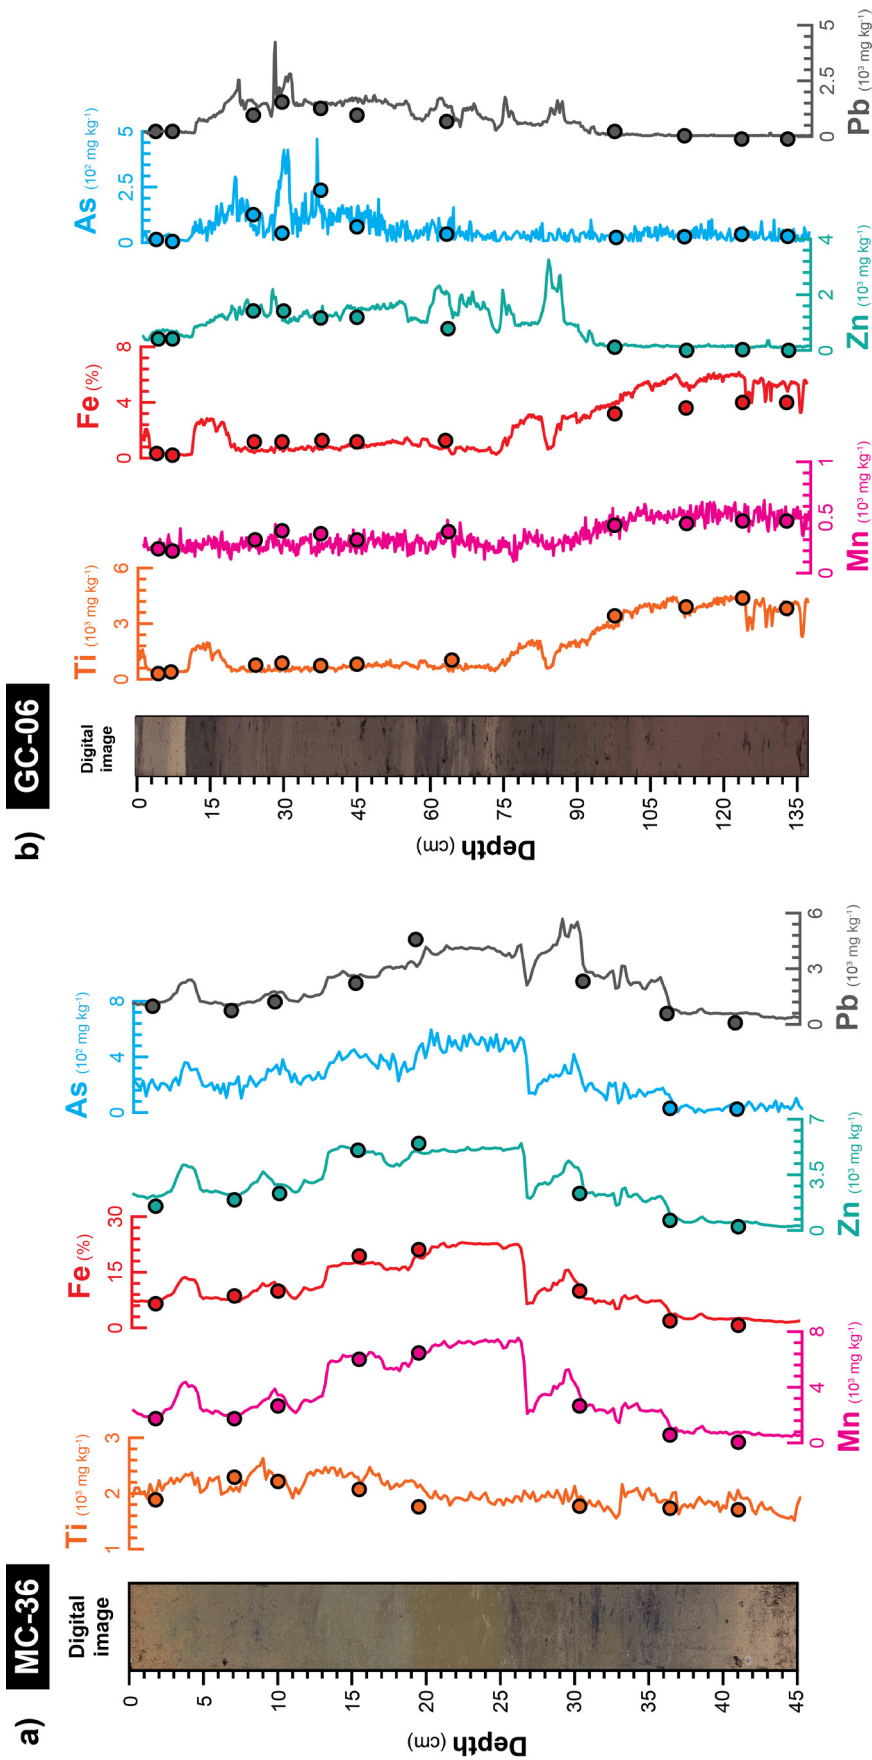 a) MC-36
Digital
image
Depth (cm)
0 5 10 15 20 25 30 35 40 45
Ti (10³ mg kg⁻¹)
1 2 3
Mn (10³ mg kg⁻¹)
0 4 8
Fe (%)
0 15 30
Zn (10³ mg kg⁻¹)
0 3.5 7
As (10² mg kg⁻¹)
0 4 8
Pb (10³ mg kg⁻¹)
0 3 6
b) GC-06
Digital
image
Depth (cm)
0 15 30 45 60 75 90 105 120 135
Ti (10³ mg kg⁻¹)
0 3 6
Mn (10³ mg kg⁻¹)
0 0.5 1
Fe (%)
0 4 8
Zn (10³ mg kg⁻¹)
0 2 4
As (10² mg kg⁻¹)
0 2.5 5
Pb (10³ mg kg⁻¹)
0 2.5 5